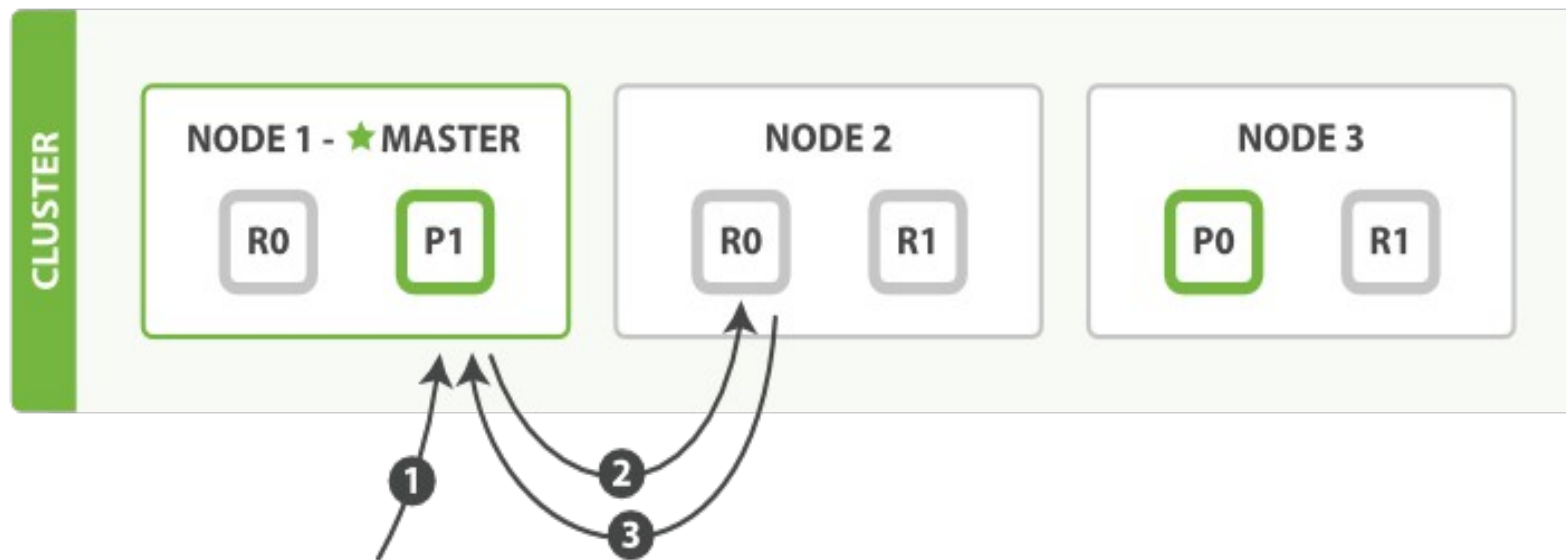 CLUSTER
NODE 1 - ★ MASTER
R0
P1
NODE 2
R0
R1
NODE 3
P0
R1
1
2
3